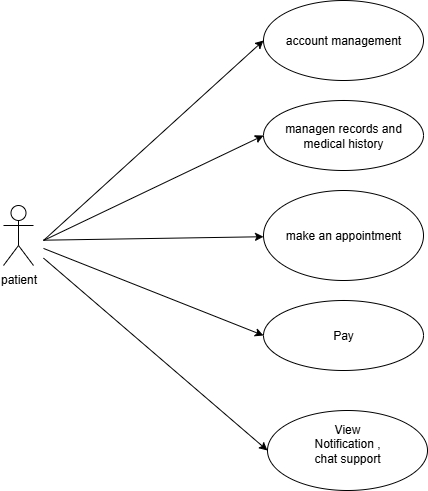 account management
managen records and
medical history
make an appointment
patient
Pay
View
Notification ,
chat support